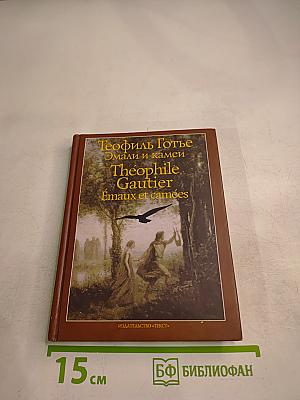 Теофиль Готье
Эмали и камеи
Théophile
Gautier
Émaux et camées
ИЗДАТЕЛЬСТВО «ТЕКСТ»
15 см
БФ БИБЛИОФАН